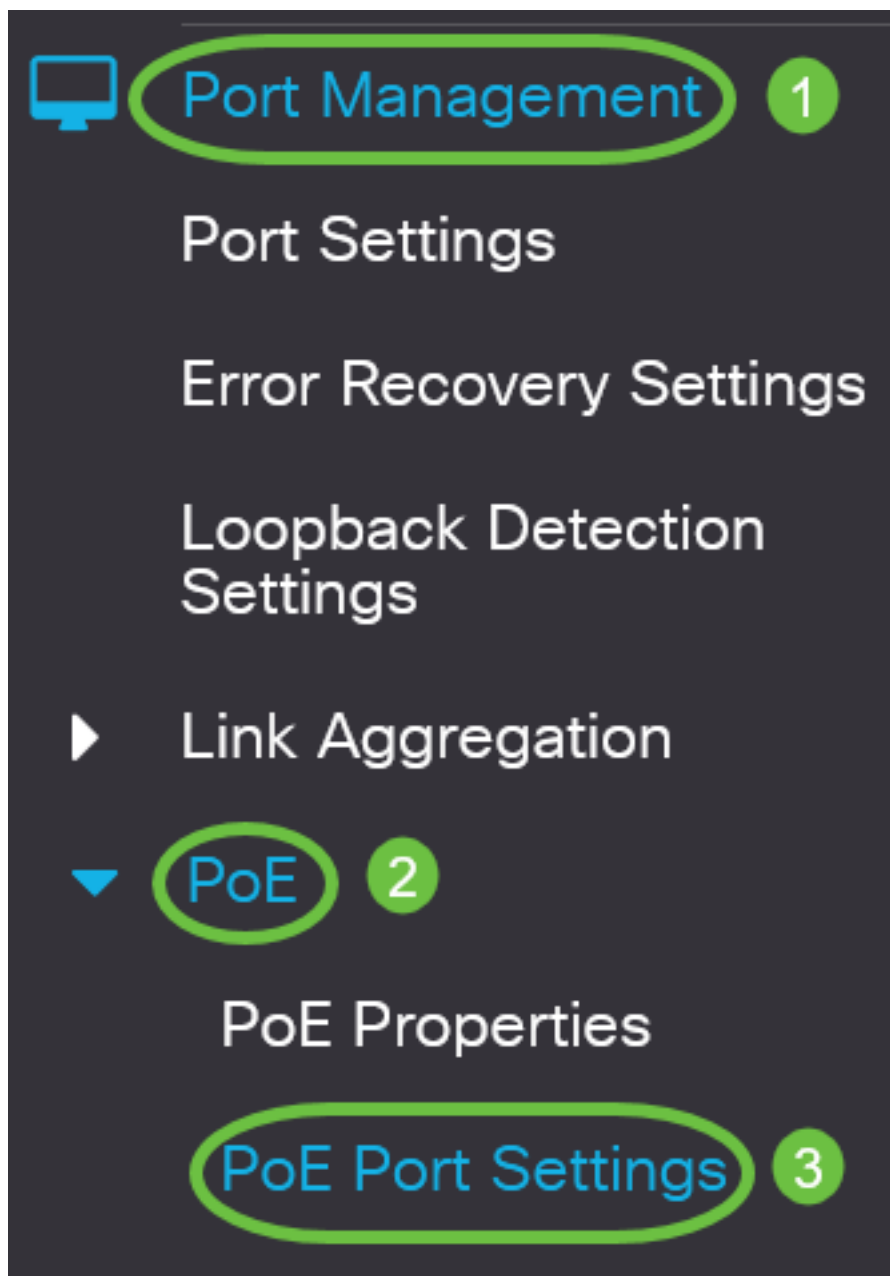 Port Management 1
Port Settings
Error Recovery Settings
Loopback Detection
Settings
Link Aggregation
PoE 2
PoE Properties
PoE Port Settings 3